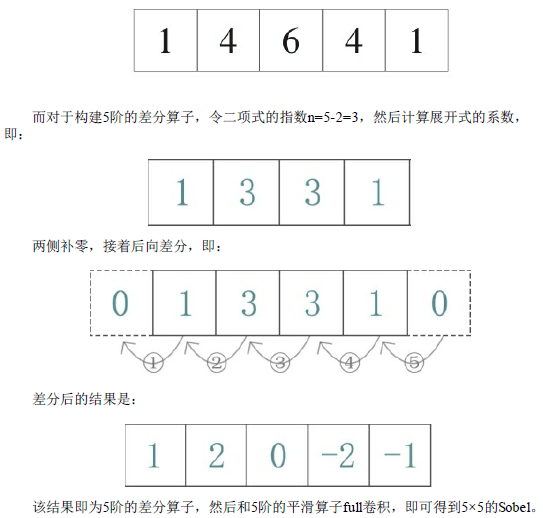 1 4 6 4 1
而对于构建5阶的差分算子，令二项式的指数n=5-2=3，然后计算展开式的系数，
即：
1 3 3 1
两侧补零，接着后向差分，即：
0 1 3 3 1 0
① ② ③ ④ ⑤
差分后的结果是：
1 2 0 -2 -1
该结果即为5阶的差分算子，然后和5阶的平滑算子full卷积，即可得到5×5的Sobel。